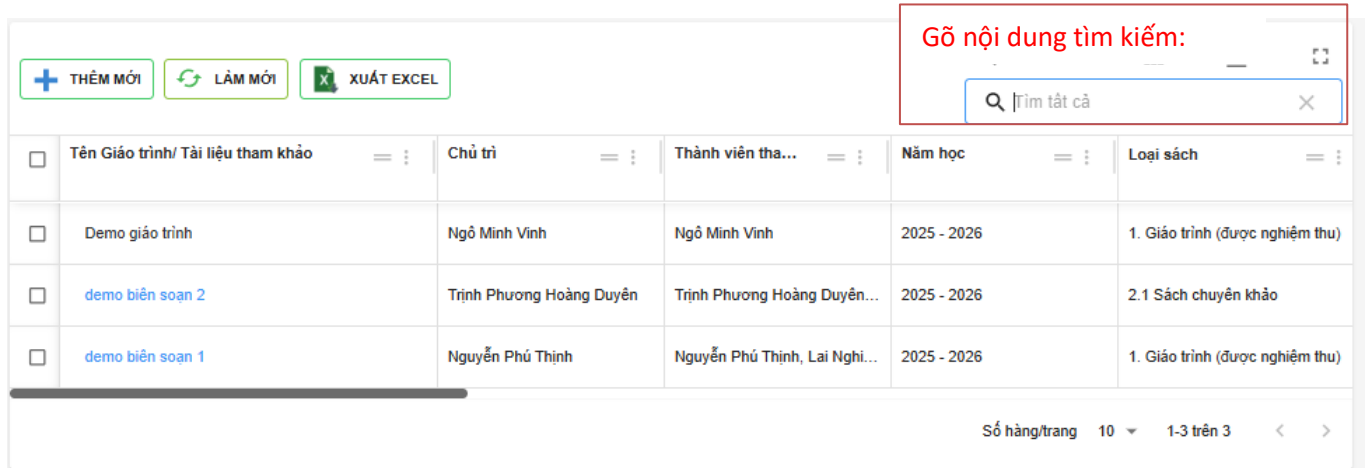 Gõ nội dung tìm kiếm:
THÊM MỚI LÀM MỚI XUẤT EXCEL
Tìm tất cả
Tên Giáo trình/ Tài liệu tham khảo Chủ trì Thành viên tha... Năm học Loại sách
Demo giáo trình Ngô Minh Vinh Ngô Minh Vinh 2025 - 2026 1. Giáo trình (được nghiệm thu)
demo biên soạn 2 Trịnh Phương Hoàng Duyên Trịnh Phương Hoàng Duyên... 2025 - 2026 2.1 Sách chuyên khảo
demo biên soạn 1 Nguyễn Phú Thịnh Nguyễn Phú Thịnh, Lai Nghi... 2025 - 2026 1. Giáo trình (được nghiệm thu)
Số hàng/trang 10 1-3 trên 3